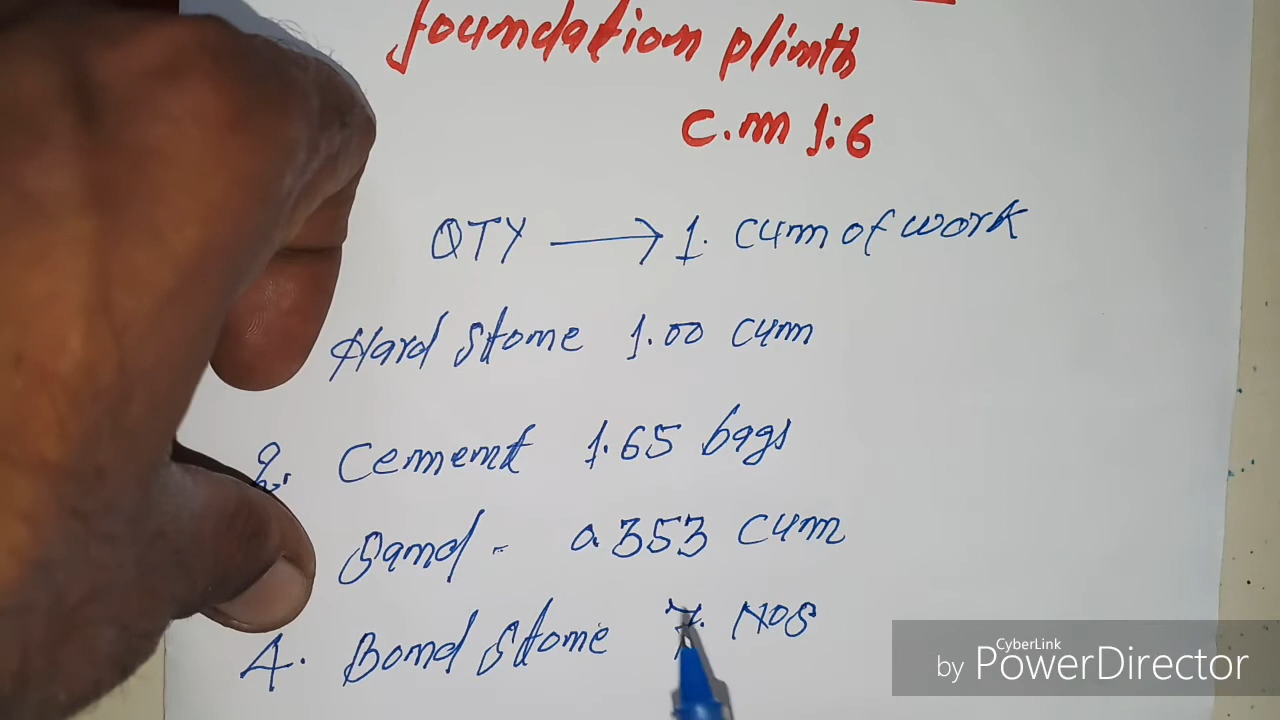 foundation plinth
C.m 1:6
QTY → 1. cum of work
Hard Stone 1.00 cum
2. Cement 1.65 bags
Sand - 0.353 cum
4. Bond Stone 7. Nos
CyberLink
by PowerDirector